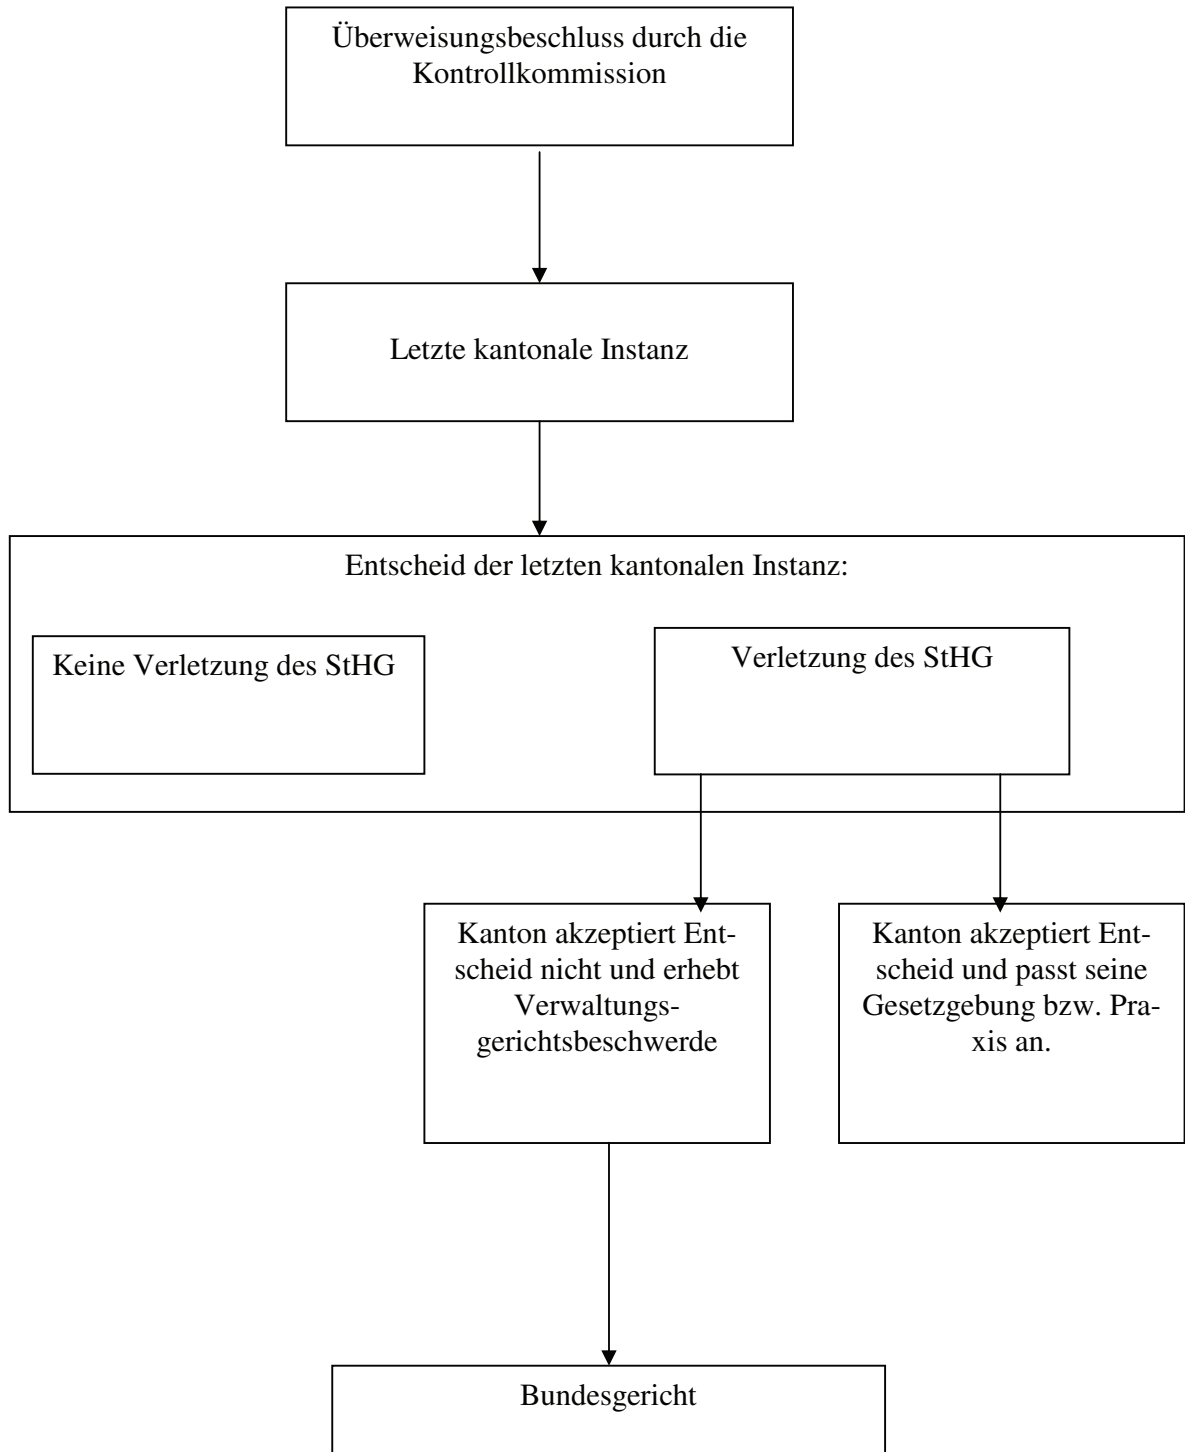 Überweisungsbeschluss durch die
Kontrollkommission
Letzte kantonale Instanz
Entscheid der letzten kantonalen Instanz:
Keine Verletzung des StHG
Verletzung des StHG
Kanton akzeptiert Ent-
scheid nicht und erhebt
Verwaltungs-
gerichtsbeschwerde
Kanton akzeptiert Ent-
scheid und passt seine
Gesetzgebung bzw. Pra-
xis an.
Bundesgericht